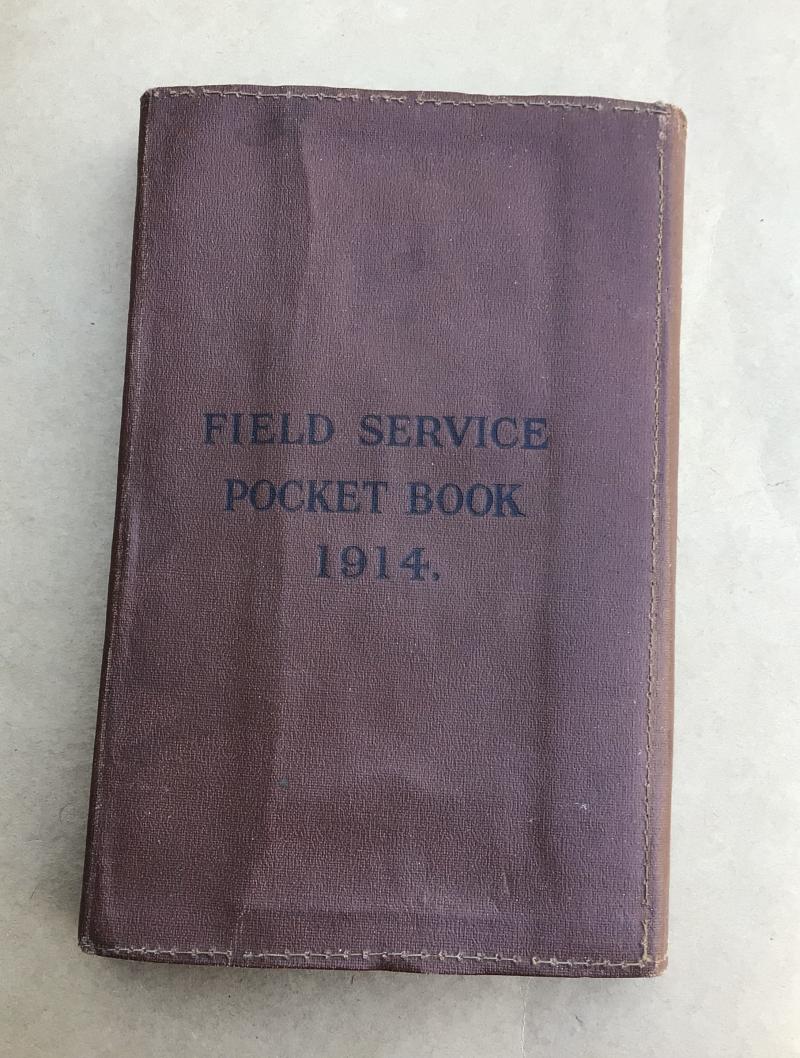 FIELD SERVICE
POCKET BOOK
1914.